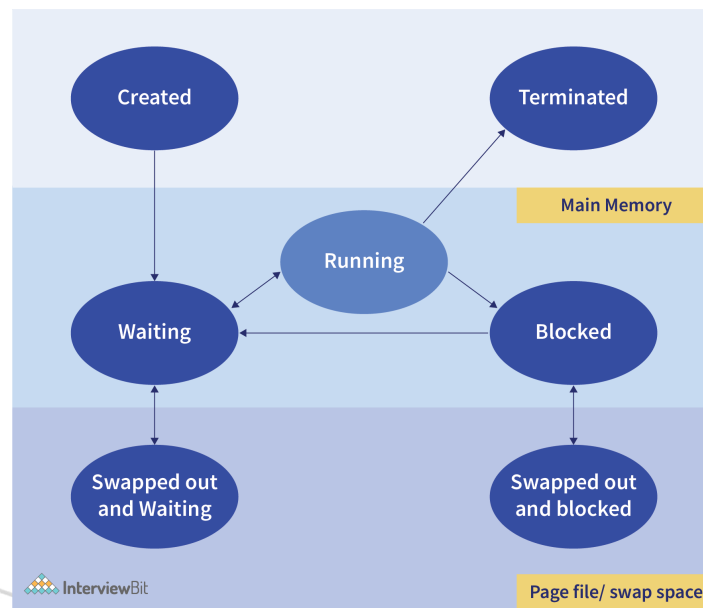 Created
Terminated
Main Memory
Running
Waiting
Blocked
Swapped out
and Waiting
Swapped out
and blocked
InterviewBit
Page file/ swap space